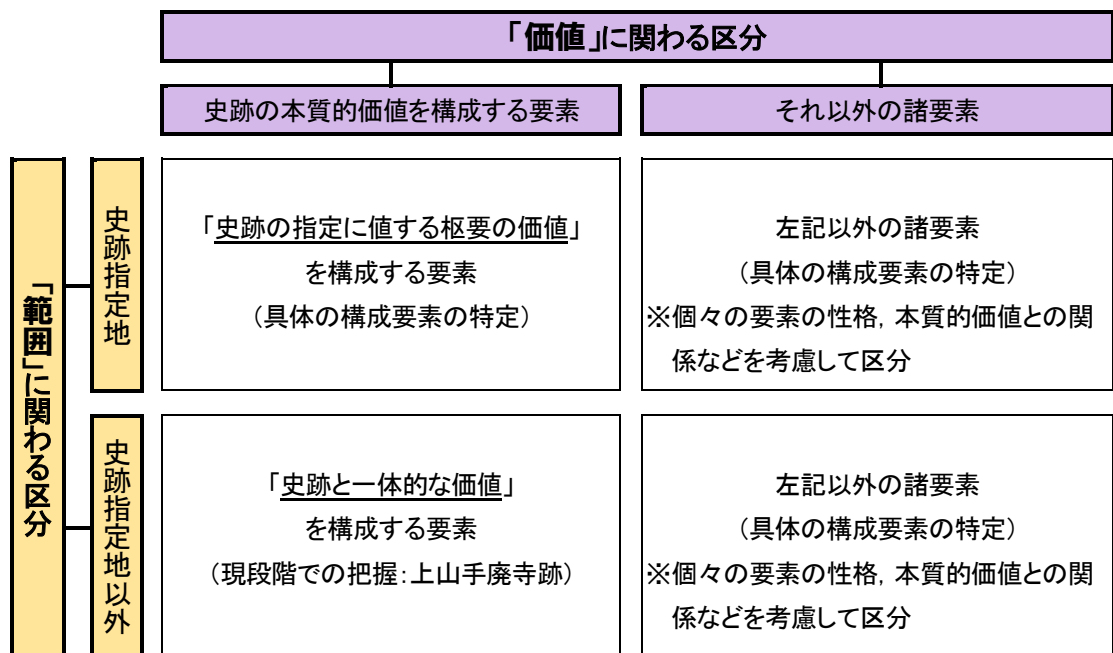 「価値」に関わる区分
史跡の本質的価値を構成する要素
それ以外の諸要素
「範囲」に関わる区分
史跡指定地
「史跡の指定に値する枢要の価値」
を構成する要素
（具体の構成要素の特定）
左記以外の諸要素
（具体の構成要素の特定）
※個々の要素の性格，本質的価値との関
係などを考慮して区分
史跡指定地以外
「史跡と一体的な価値」
を構成する要素
（現段階での把握：上山手廃寺跡）
左記以外の諸要素
（具体の構成要素の特定）
※個々の要素の性格，本質的価値との関
係などを考慮して区分